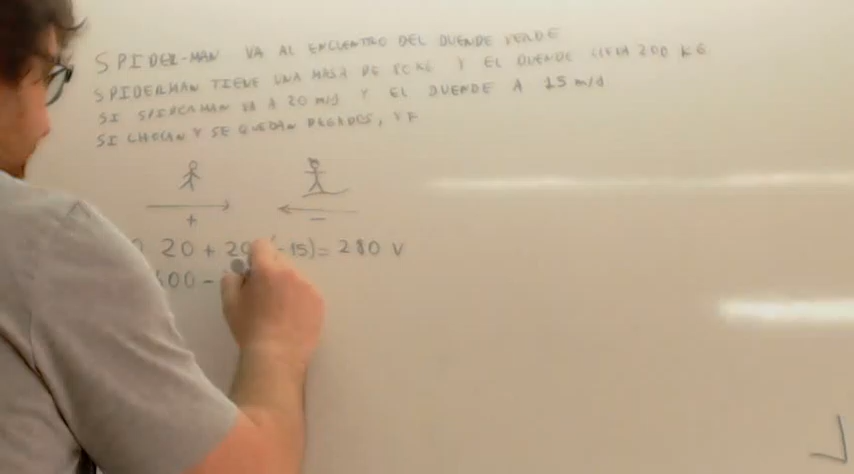 SPIDER-MAN VA AL ENCUENTRO DEL DUENDE VERDE
SPIDERMAN TIENE UNA MASA DE 80 KG Y EL DUENDE LLEVA 200 KG
SI SPIDERMAN VA A 20 m/s Y EL DUENDE A 15 m/s
SI CHOCAN Y SE QUEDAN PEGADOS, VF
+ −
20 + 20 (-15) = 280 V
600 −